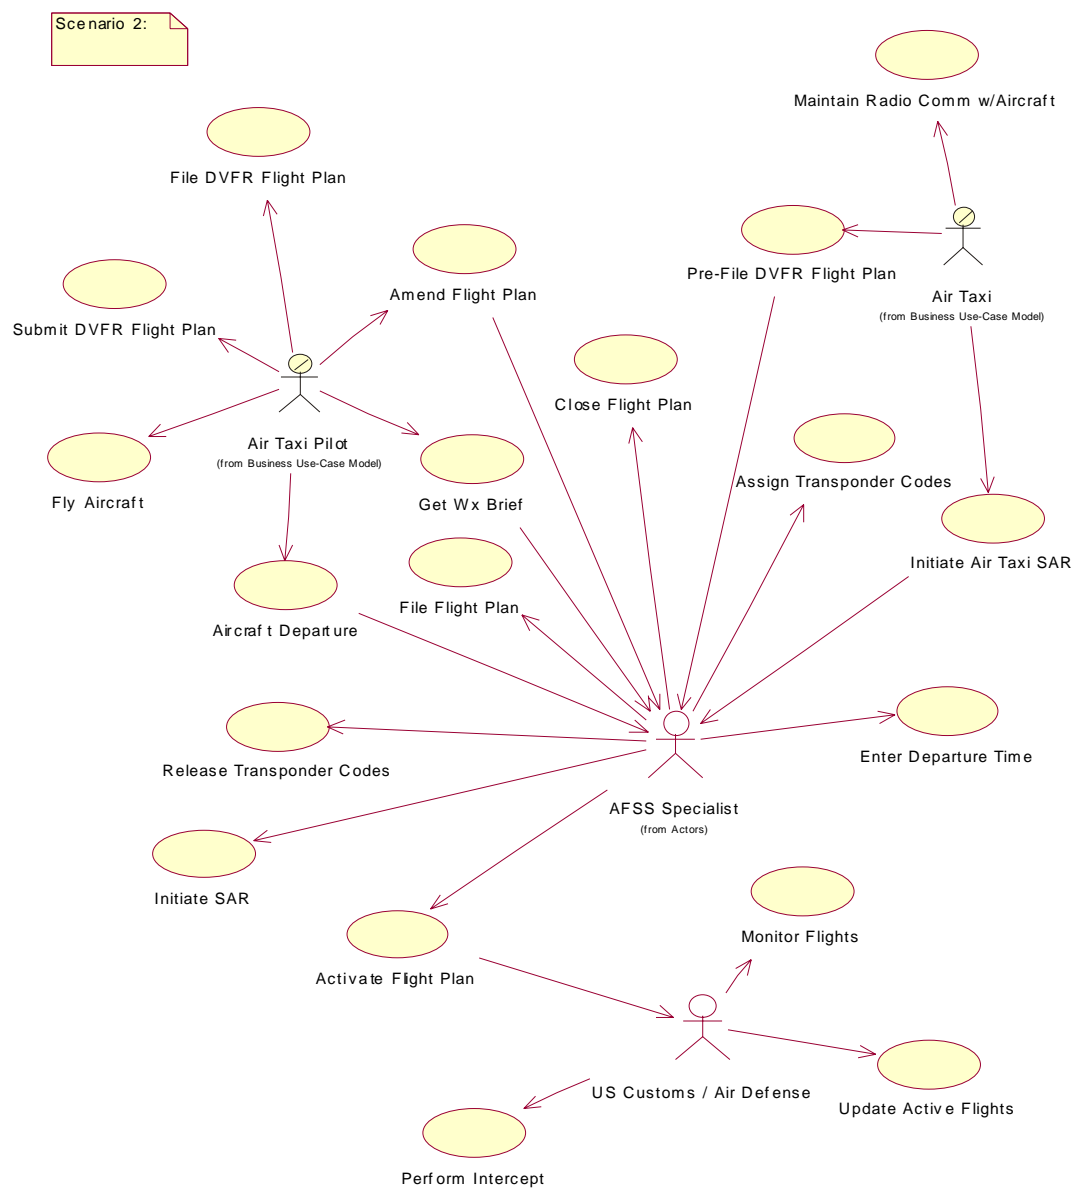 Scenario 2:
Maintain Radio Comm w/Aircraft
File DVFR Flight Plan
Pre-File DVFR Flight Plan
Amend Flight Plan
Air Taxi
(from Business Use-Case Model)
Submit DVFR Flight Plan
Close Flight Plan
Air Taxi Pilot
(from Business Use-Case Model)
Assign Transponder Codes
Fly Aircraft
Get Wx Brief
Initiate Air Taxi SAR
File Flight Plan
Aircraft Departure
Release Transponder Codes
Enter Departure Time
AFSS Specialist
(from Actors)
Initiate SAR
Monitor Flights
Activate Flight Plan
US Customs / Air Defense
Update Active Flights
Perform Intercept